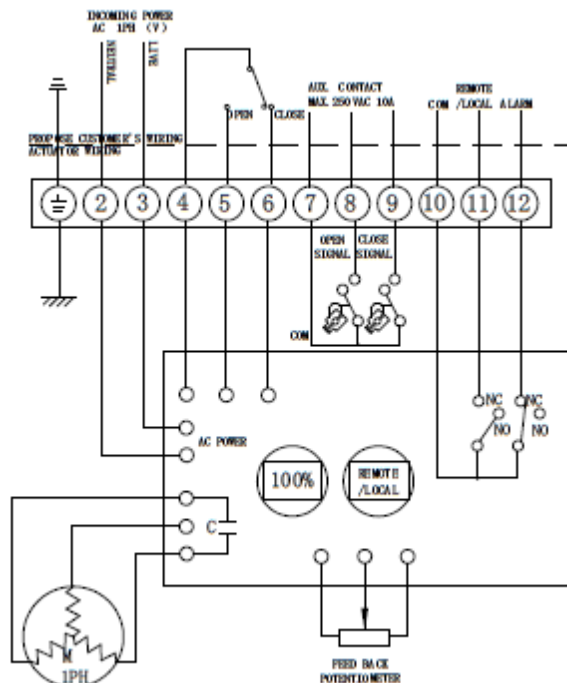 INCOMING POWER
AC 1PH (V)
NEUTRAL
LIVE
AUX. CONTACT
MAX. 250VAC 10A
REMOTE
COM /LOCAL ALARM
OPEN
CLOSE
PROPOSE CUSTOMER'S WIRING
ACTUATOR WIRING
2 3 4 5 6 7 8 9 10 11 12
OPEN CLOSE
SIGNAL SIGNAL
COM
NC NC
NO NO
AC POWER
100%
REMOTE
/LOCAL
C
M
1PH
FEED BACK
POTENTIOMETER